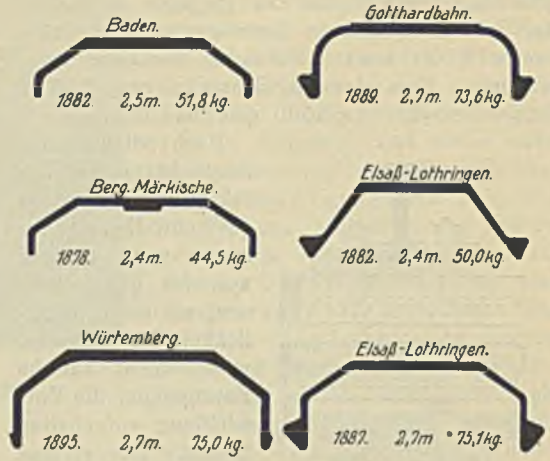 Baden.
1882. 2,5m. 51,8 kg.
Gotthardbahn.
1889. 2,7m. 73,6 kg.
Berg. Märkische.
1878. 2,4m. 44,5 kg.
Elsaß-Lothringen.
1882. 2,4m. 50,0 kg.
Würtemberg.
1895. 2,7m. 75,0 kg.
Elsaß-Lothringen.
1887. 2,7m 75,1 kg.